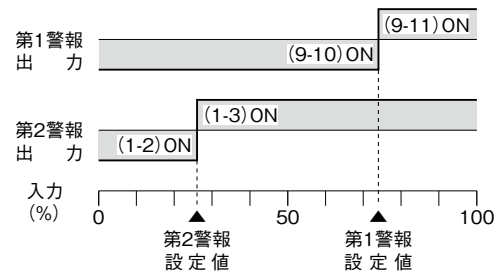 (9-11)ON
第1警報
出 力
(9-10)ON
(1-3)ON
第2警報
出 力
(1-2)ON
入力
(%)
0 50 100
第2警報
設定値
第1警報
設定値